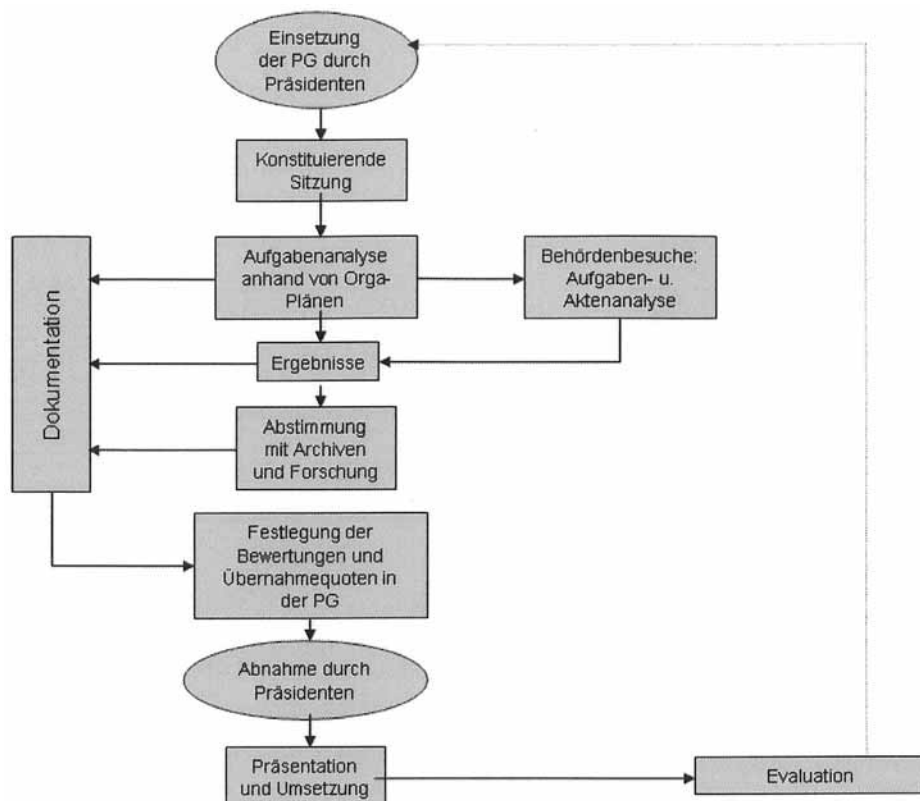 Einsetzung
der PG durch
Präsidenten
Konstituierende
Sitzung
Aufgabenanalyse
anhand von Orga-
Plänen
Behördenbesuche:
Aufgaben- u.
Aktenanalyse
Dokumentation
Ergebnisse
Abstimmung
mit Archiven
und Forschung
Festlegung der
Bewertungen und
Übernahmequoten in
der PG
Abnahme durch
Präsidenten
Präsentation
und Umsetzung
Evaluation